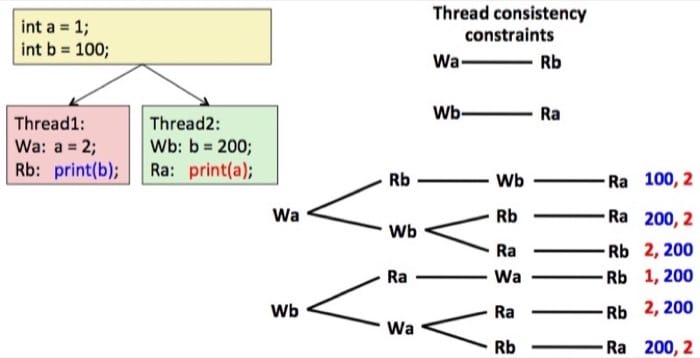 int a = 1;
int b = 100;
Thread1:
Wa: a = 2;
Rb: print(b);
Thread2:
Wb: b = 200;
Ra: print(a);
Thread consistency
constraints
Wa Rb
Wb Ra
Wa
Rb Wb Ra 100, 2
Wb
Rb Ra 200, 2
Ra Rb 2, 200
Wb
Ra Wa Rb 1, 200
Wa
Ra Rb 2, 200
Rb Ra 200, 2